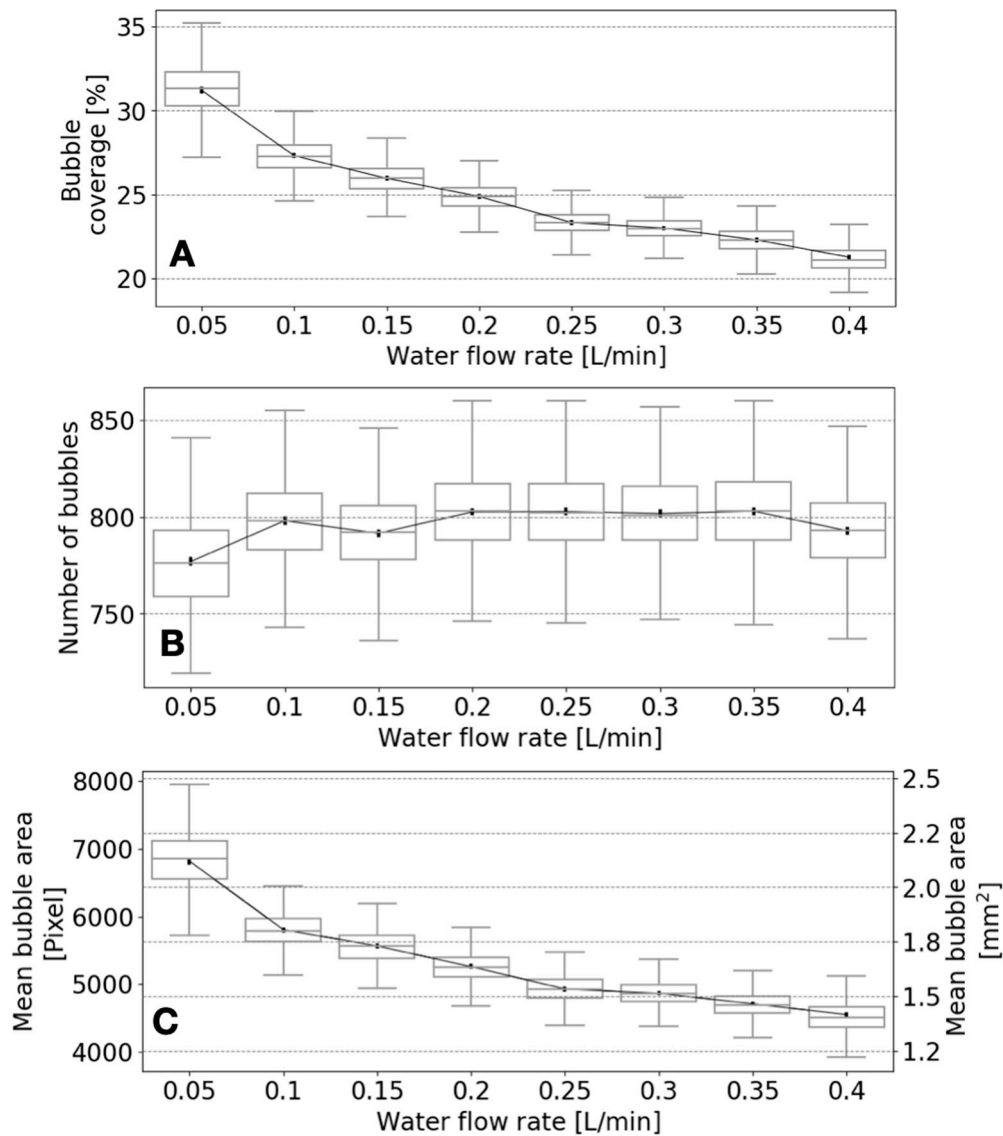 35
30
25
20
Bubble
coverage [%]
A
0.05 0.1 0.15 0.2 0.25 0.3 0.35 0.4
Water flow rate [L/min]
850
800
750
Number of bubbles
B
0.05 0.1 0.15 0.2 0.25 0.3 0.35 0.4
Water flow rate [L/min]
8000
7000
6000
5000
4000
Mean bubble area
[Pixel]
C
2.5
2.2
2.0
1.8
1.5
1.2
Mean bubble area
[mm²]
0.05 0.1 0.15 0.2 0.25 0.3 0.35 0.4
Water flow rate [L/min]